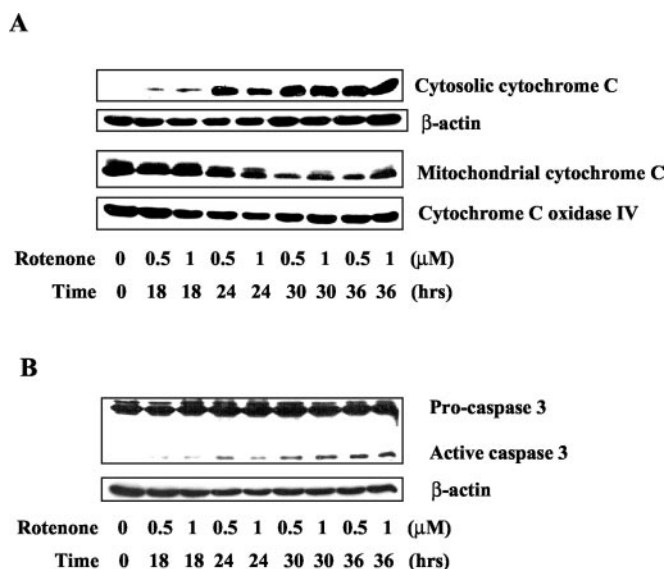 A
Cytosolic cytochrome C
β-actin
Mitochondrial cytochrome C
Cytochrome C oxidase IV
Rotenone 0 0.5 1 0.5 1 0.5 1 0.5 1 (μM)
Time 0 18 18 24 24 30 30 36 36 (hrs)
B
Pro-caspase 3
Active caspase 3
β-actin
Rotenone 0 0.5 1 0.5 1 0.5 1 0.5 1 (μM)
Time 0 18 18 24 24 30 30 36 36 (hrs)